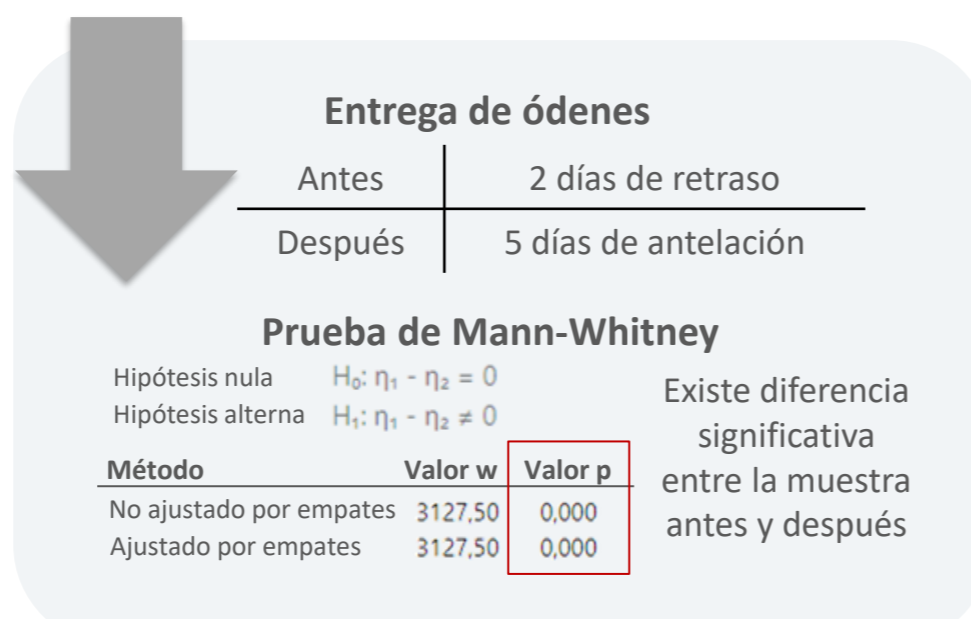 Entrega de ódenes
Antes 2 días de retraso
Después 5 días de antelación
Prueba de Mann-Whitney
Hipótesis nula H₀: η₁ - η₂ = 0
Hipótesis alterna H₁: η₁ - η₂ ≠ 0
Método Valor w Valor p
No ajustado por empates 3127,50 0,000
Ajustado por empates 3127,50 0,000
Existe diferencia
significativa
entre la muestra
antes y después